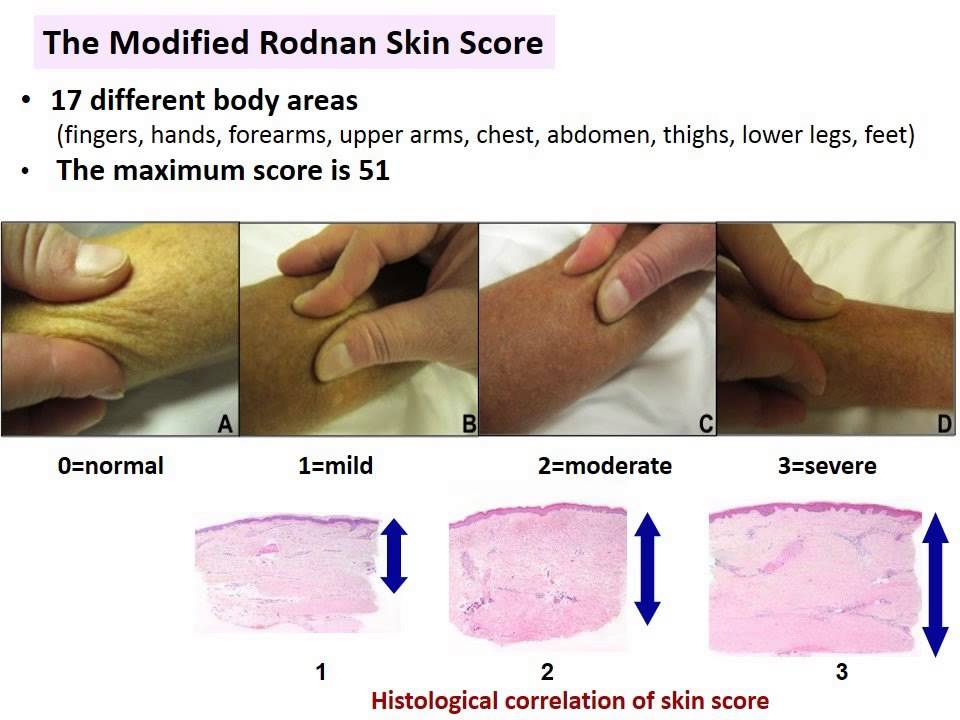 The Modified Rodnan Skin Score
• 17 different body areas
(fingers, hands, forearms, upper arms, chest, abdomen, thighs, lower legs, feet)
• The maximum score is 51
A B C D
0=normal 1=mild 2=moderate 3=severe
1 2 3
Histological correlation of skin score